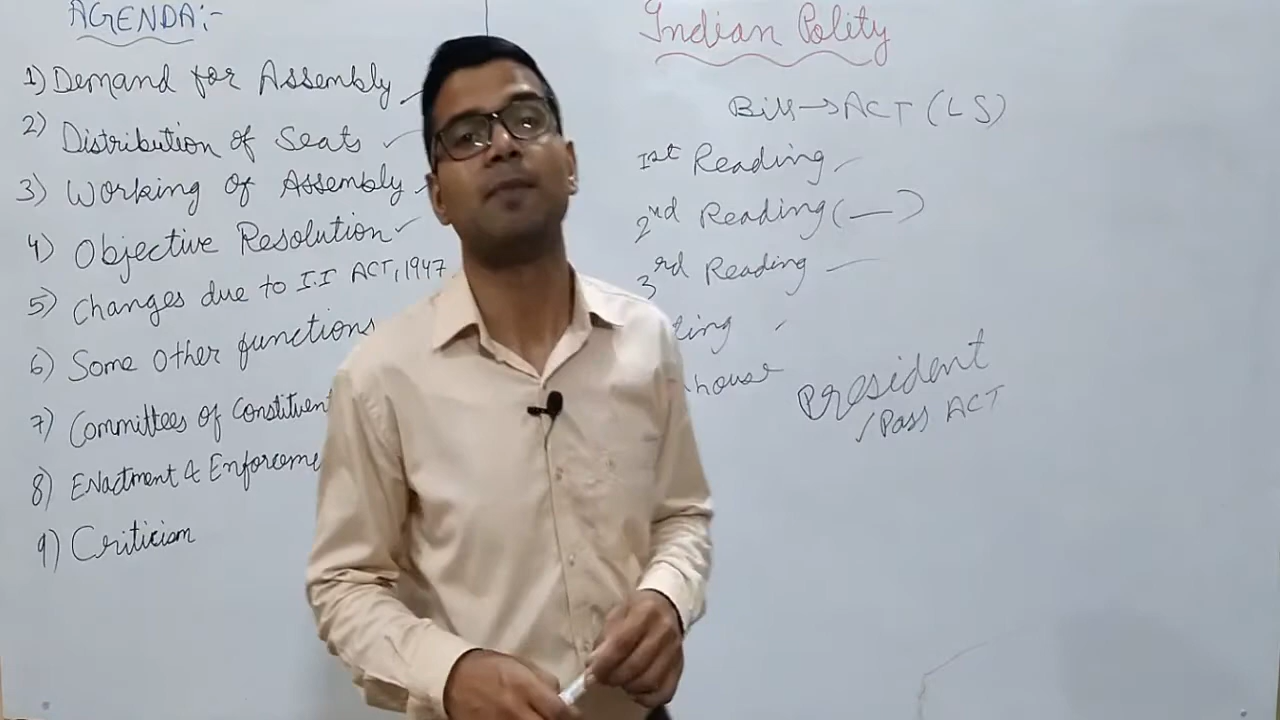 AGENDA:-
1) Demand for Assembly
2) Distribution of Seats
3) Working of Assembly
4) Objective Resolution
5) Changes due to I.I ACT, 1947
6) Some Other functions
7) Committees of Constituent
8) Enactment & Enforceme
9) Criticism
Indian Polity
Bill → ACT (LS)
1st Reading
2nd Reading (—)
3rd Reading —
ting
house
President
Pass ACT